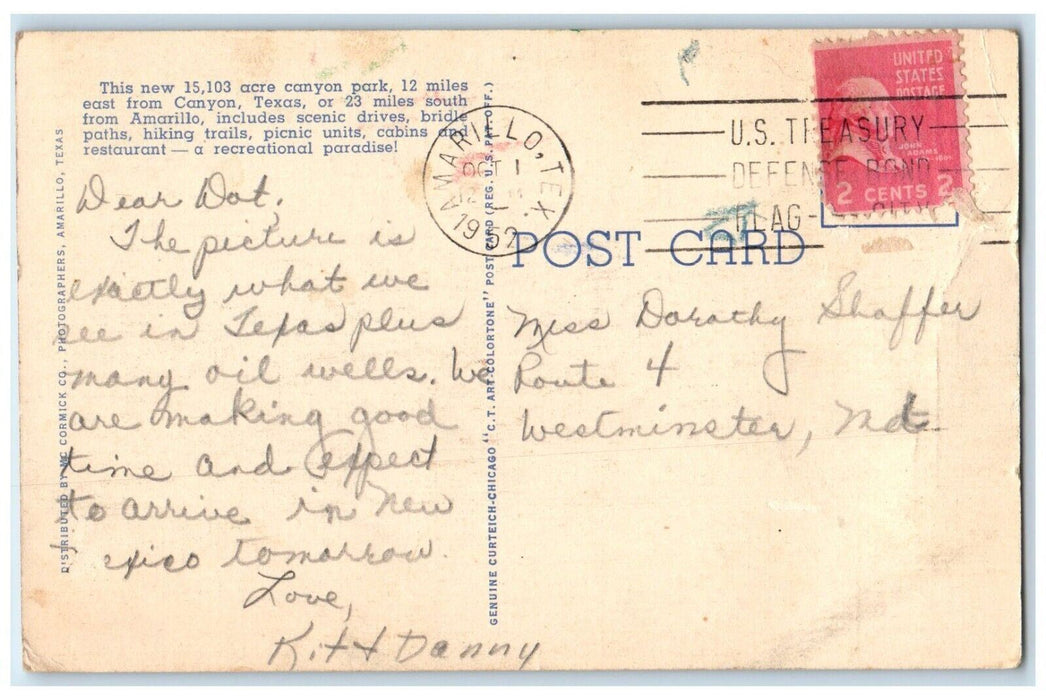 This new 15,103 acre canyon park, 12 miles
east from Canyon, Texas, or 23 miles south
from Amarillo, includes scenic drives, bridle
paths, hiking trails, picnic units, cabins and
restaurant — a recreational paradise!
Dear Dot,
The picture is
exactly what we
see in Texas plus
many oil wells. We
are making good
time and expect
to arrive in New
exico tomorrow.
Love,
Danny
DISTRIBUTED BY MC CORMICK CO., PHOTOGRAPHERS, AMARILLO, TEXAS
GENUINE CURTEICH-CHICAGO "C.T. ART-COLORTONE" POST CARD (REG. U.S. PAT. OFF.)
AMARILLO, TEX.
OCT 1
1952
U.S. TREASURY
DEFENSE BOND
FLAG-
UNITED
STATES
POSTAGE
JOHN
ADAMS
2 CENTS 2
POST CARD
Miss Dorathy Shaffer
Route 4
Westminster, Md.